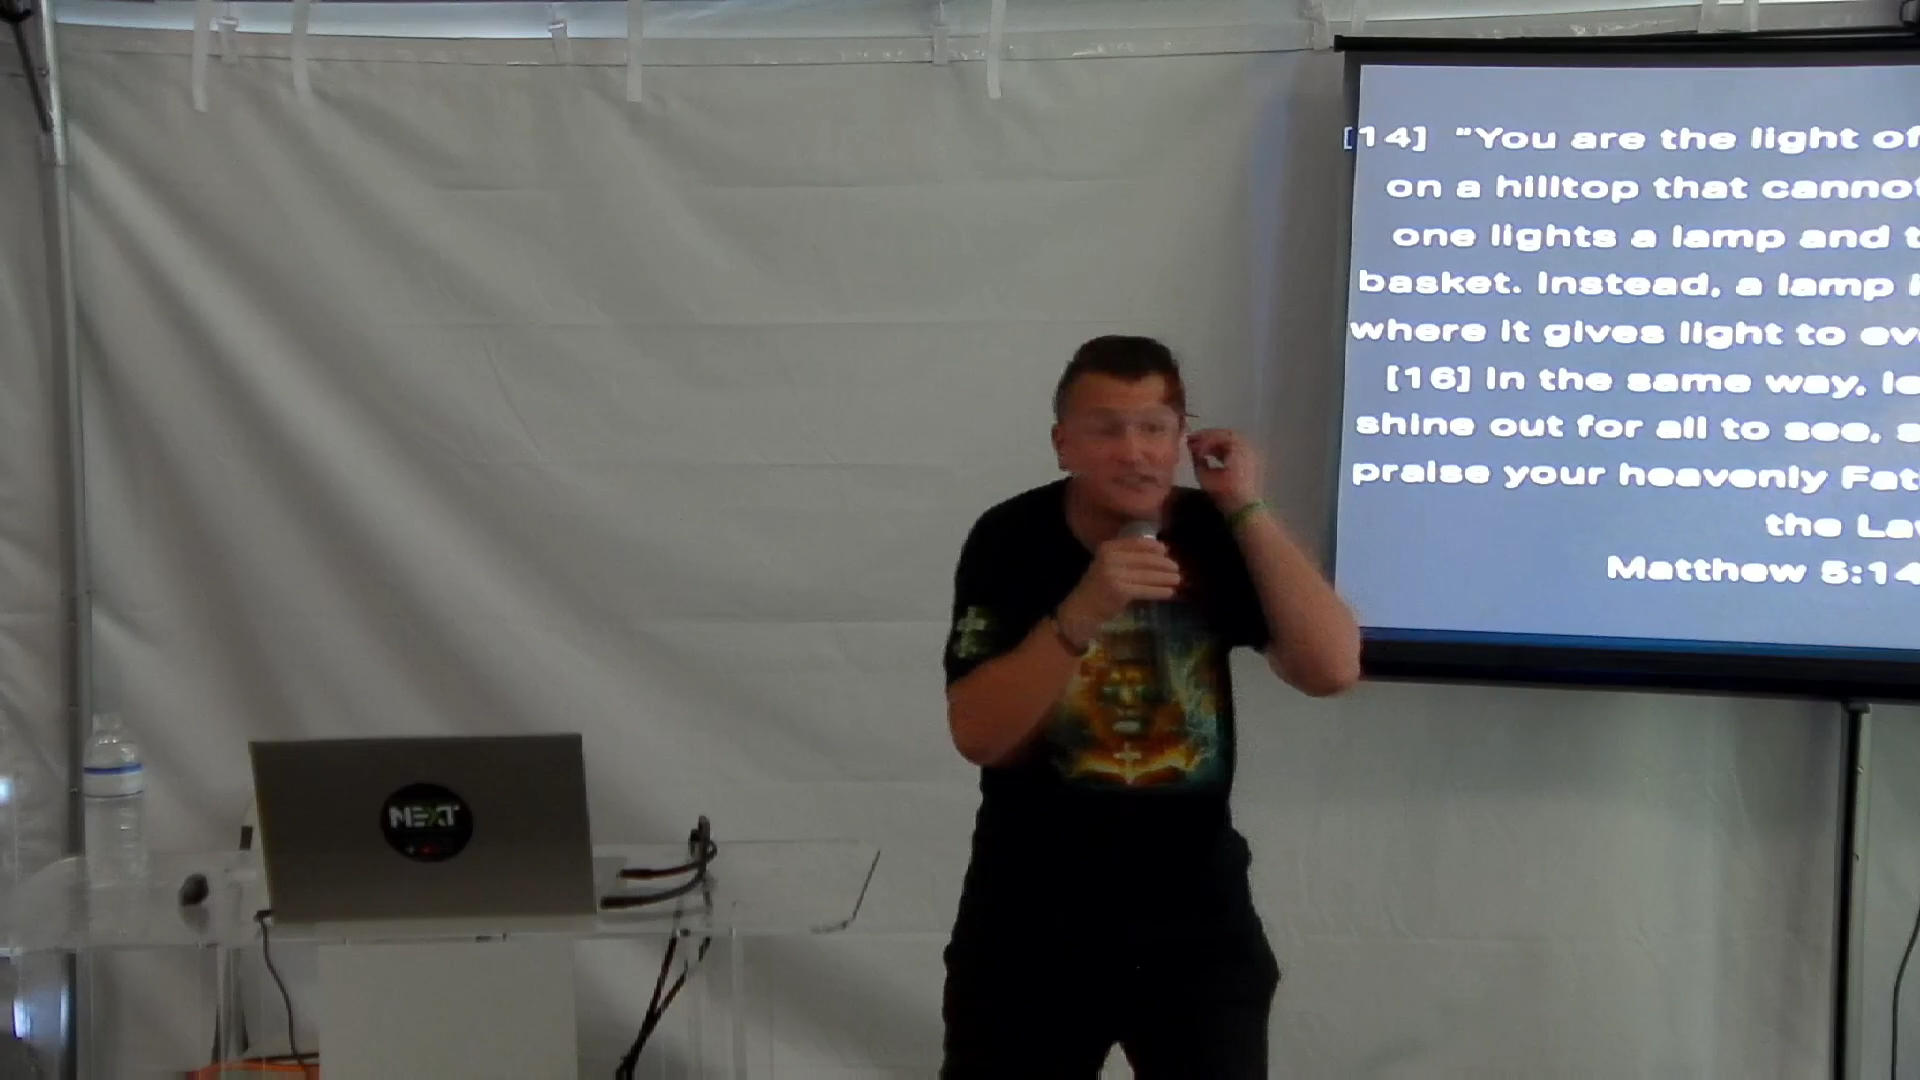 [14] "You are the light of
on a hilltop that cannot
one lights a lamp and
basket. Instead, a lamp
where it gives light to
[16] In the same way,
shine out for all to see,
praise your heavenly
the
Matthew 5:14
NEXT